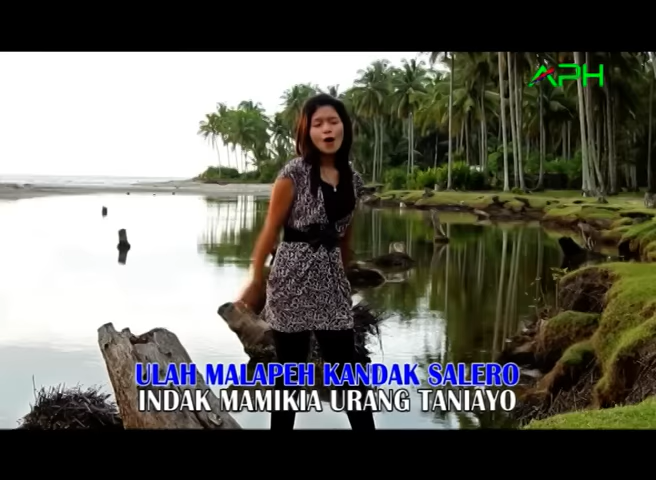 APH
ULAH MALAPEH KANDAK SALERO
INDAK MAMIKIA URANG TANIAYO